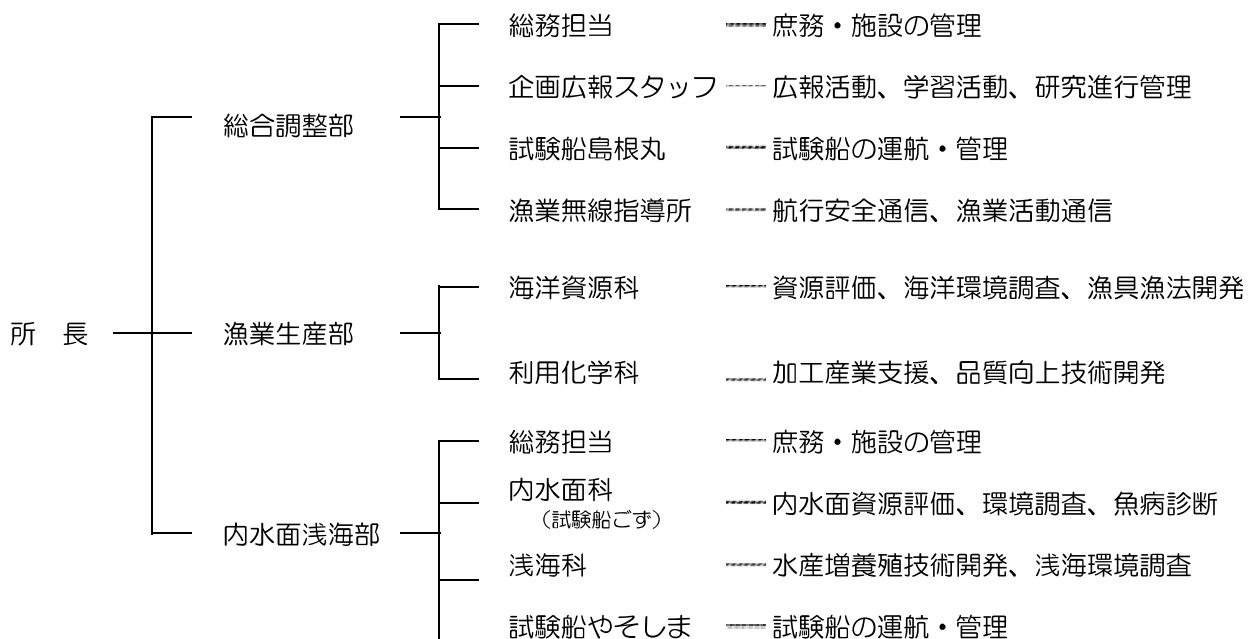 総務担当 庶務・施設の管理
企画広報スタッフ 広報活動、学習活動、研究進行管理
総合調整部
試験船島根丸 試験船の運航・管理
漁業無線指導所 航行安全通信、漁業活動通信
海洋資源科 資源評価、海洋環境調査、漁具漁法開発
所 長 漁業生産部
利用化学科 加工産業支援、品質向上技術開発
総務担当 庶務・施設の管理
内水面科 内水面資源評価、環境調査、魚病診断
（試験船ごず）
内水面浅海部
浅海科 水産増養殖技術開発、浅海環境調査
試験船やそしま 試験船の運航・管理